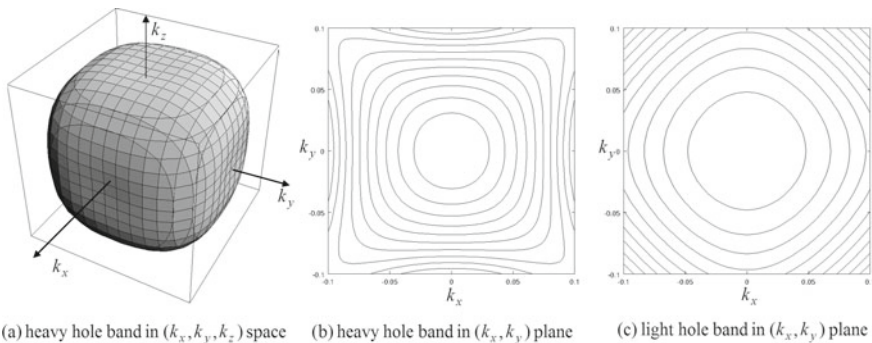 k_z
k_y
k_x
0.1
0.05
k_y 0
-0.05
-0.1
-0.1 -0.05 0 0.05 0.1
k_x
0.1
0.05
k_y 0
-0.05
-0.1
-0.1 -0.05 0 0.05 0.1
k_x
(a) heavy hole band in (k_x, k_y, k_z) space
(b) heavy hole band in (k_x, k_y) plane
(c) light hole band in (k_x, k_y) plane